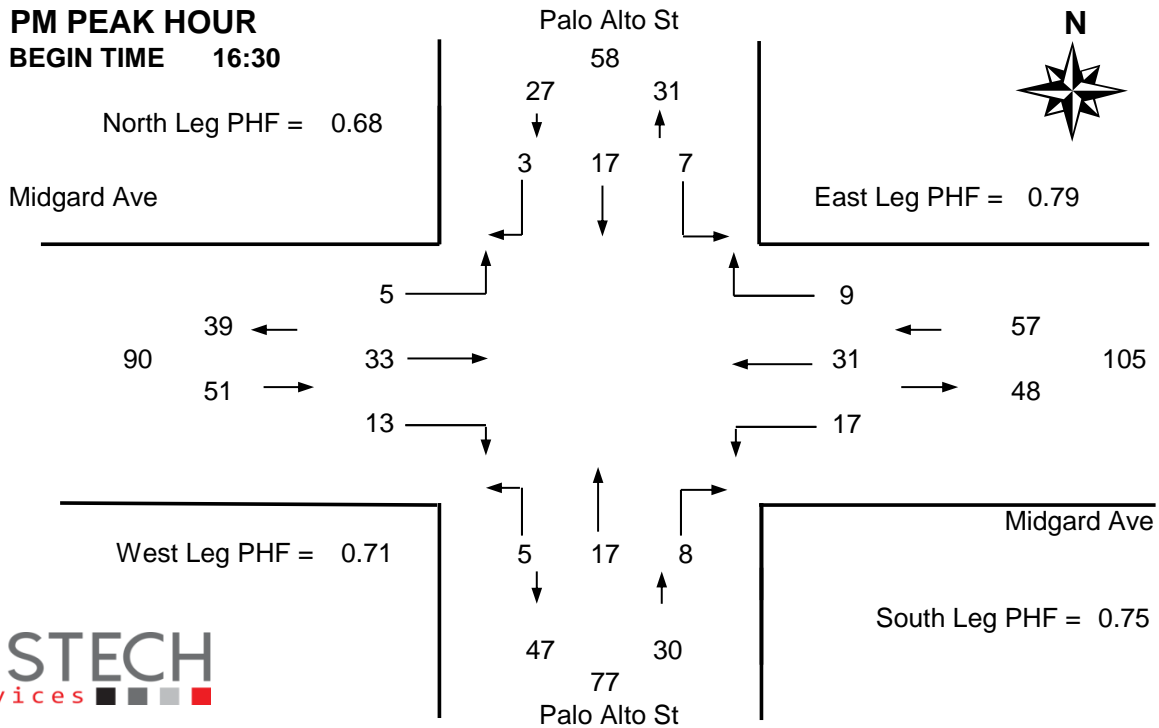 PM PEAK HOUR
BEGIN TIME 16:30
Palo Alto St
58
N
27 31
North Leg PHF = 0.68
3 17 7
Midgard Ave
East Leg PHF = 0.79
5 9
39 57
90 33 31 105
51 48
13 17
Midgard Ave
West Leg PHF = 0.71
5 17 8
South Leg PHF = 0.75
47 30
77
Palo Alto St
STECH
vices